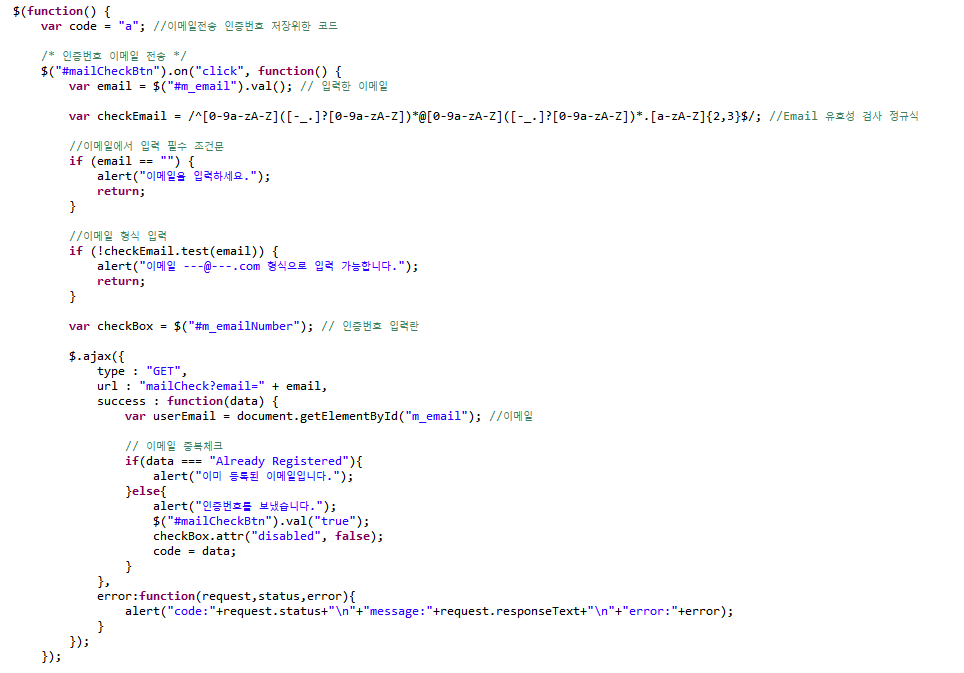 $(function() {
var code = "a"; //이메일전송 인증번호 저장위한 코드
/* 인증번호 이메일 전송 */
$("#mailCheckBtn").on("click", function() {
var email = $("#m_email").val(); // 입력한 이메일
var checkEmail = /^[0-9a-zA-Z]([-_.]?[0-9a-zA-Z])*@[0-9a-zA-Z]([-_.]?[0-9a-zA-Z])*.[a-zA-Z]{2,3}$/; //Email 유효성 검사 정규식
//이메일에서 입력 필수 조건문
if (email == "") {
alert("이메일을 입력하세요.");
return;
}
//이메일 형식 입력
if (!checkEmail.test(email)) {
alert("이메일 ---@---.com 형식으로 입력 가능합니다.");
return;
}
var checkBox = $("#m_emailNumber"); // 인증번호 입력란
$.ajax({
type : "GET",
url : "mailCheck?email=" + email,
success : function(data) {
var userEmail = document.getElementById("m_email"); //이메일
// 이메일 중복체크
if(data === "Already Registered"){
alert("이미 등록된 이메일입니다.");
}else{
alert("인증번호를 보냈습니다.");
$("#mailCheckBtn").val("true");
checkBox.attr("disabled", false);
code = data;
}
},
error:function(request,status,error){
alert("code:"+request.status+"\n"+"message:"+request.responseText+"\n"+"error:"+error);
}
});
});